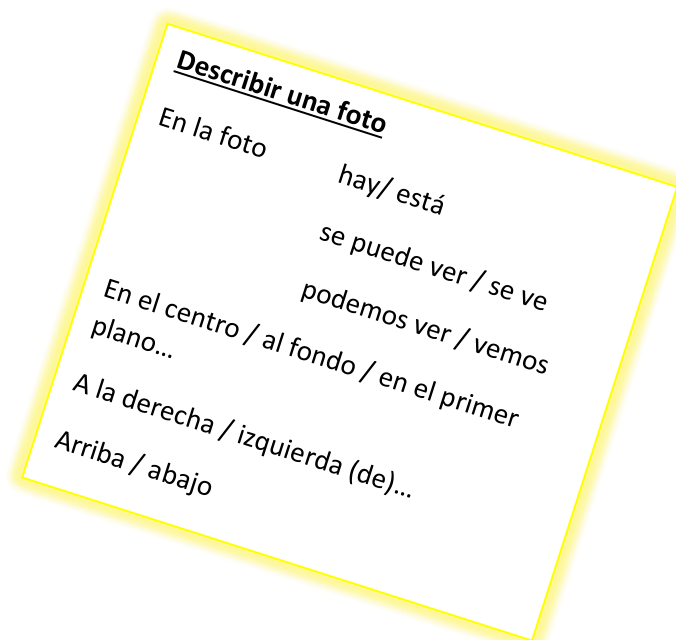 Describir una foto
En la foto hay/ está
se puede ver / se ve
podemos ver / vemos
En el centro / al fondo / en el primer
plano...
A la derecha / izquierda (de)...
Arriba / abajo